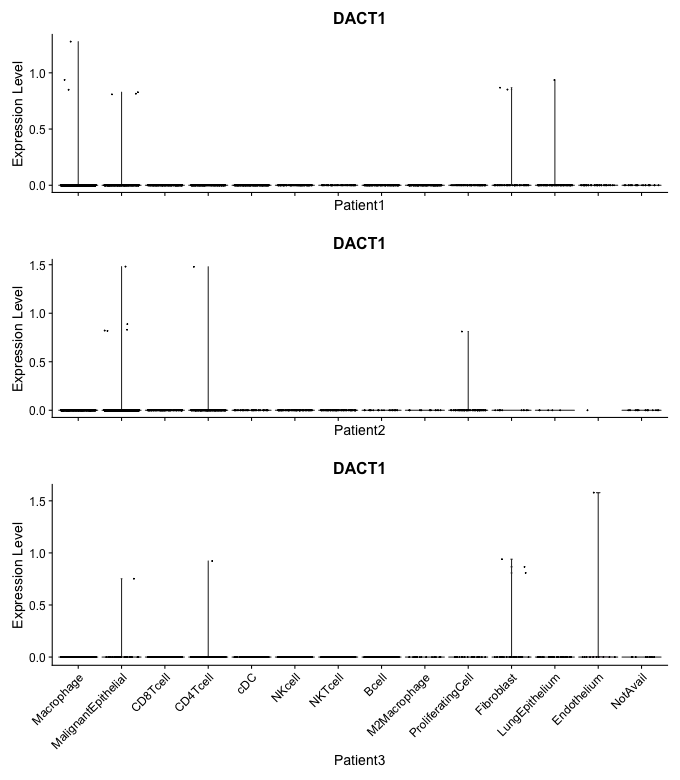 DACT1
Expression Level
1.0
0.5
0.0
Patient1
DACT1
Expression Level
1.5
1.0
0.5
0.0
Patient2
DACT1
Expression Level
1.5
1.0
0.5
0.0
Macrophage
MalignantEpithelial
CD8Tcell
CD4Tcell
cDC
NKcell
NKTcell
Bcell
M2Macrophage
ProliferatingCell
Fibroblast
LungEpithelium
Endothelium
NotAvail
Patient3